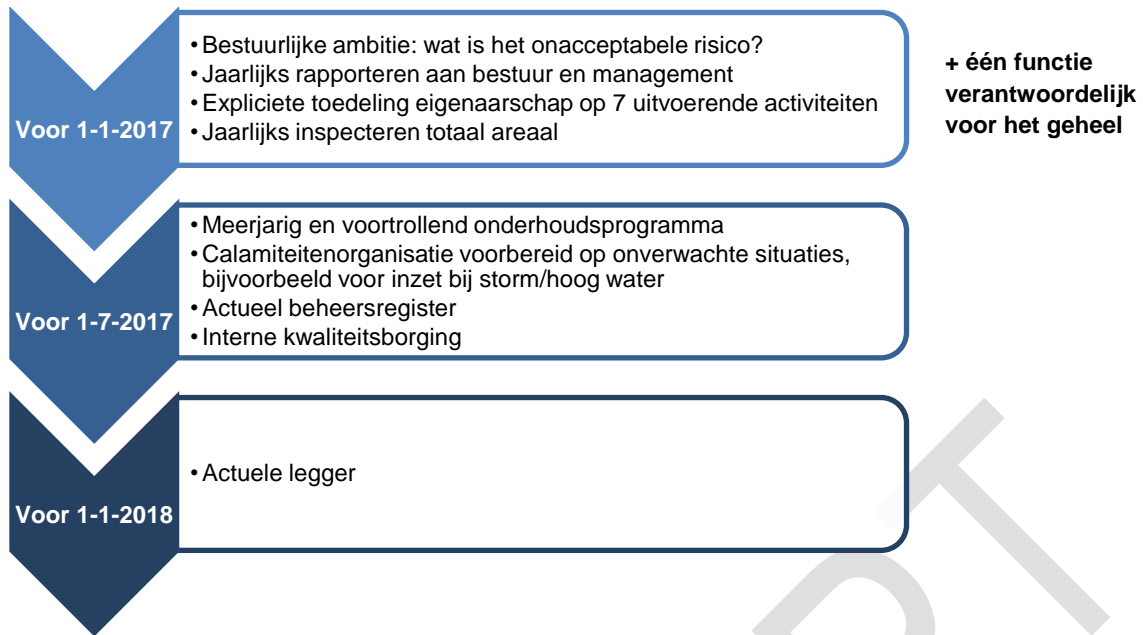 Voor 1-1-2017
• Bestuurlijke ambitie: wat is het onacceptabele risico?
• Jaarlijks rapporteren aan bestuur en management
• Expliciete toedeling eigenaarschap op 7 uitvoerende activiteiten
• Jaarlijks inspecteren totaal areaal
+ één functie
verantwoordelijk
voor het geheel
Voor 1-7-2017
• Meerjarig en voortrollend onderhoudsprogramma
• Calamiteitenorganisatie voorbereid op onverwachte situaties,
bijvoorbeeld voor inzet bij storm/hoog water
• Actueel beheersregister
• Interne kwaliteitsborging
Voor 1-1-2018
• Actuele legger
PT